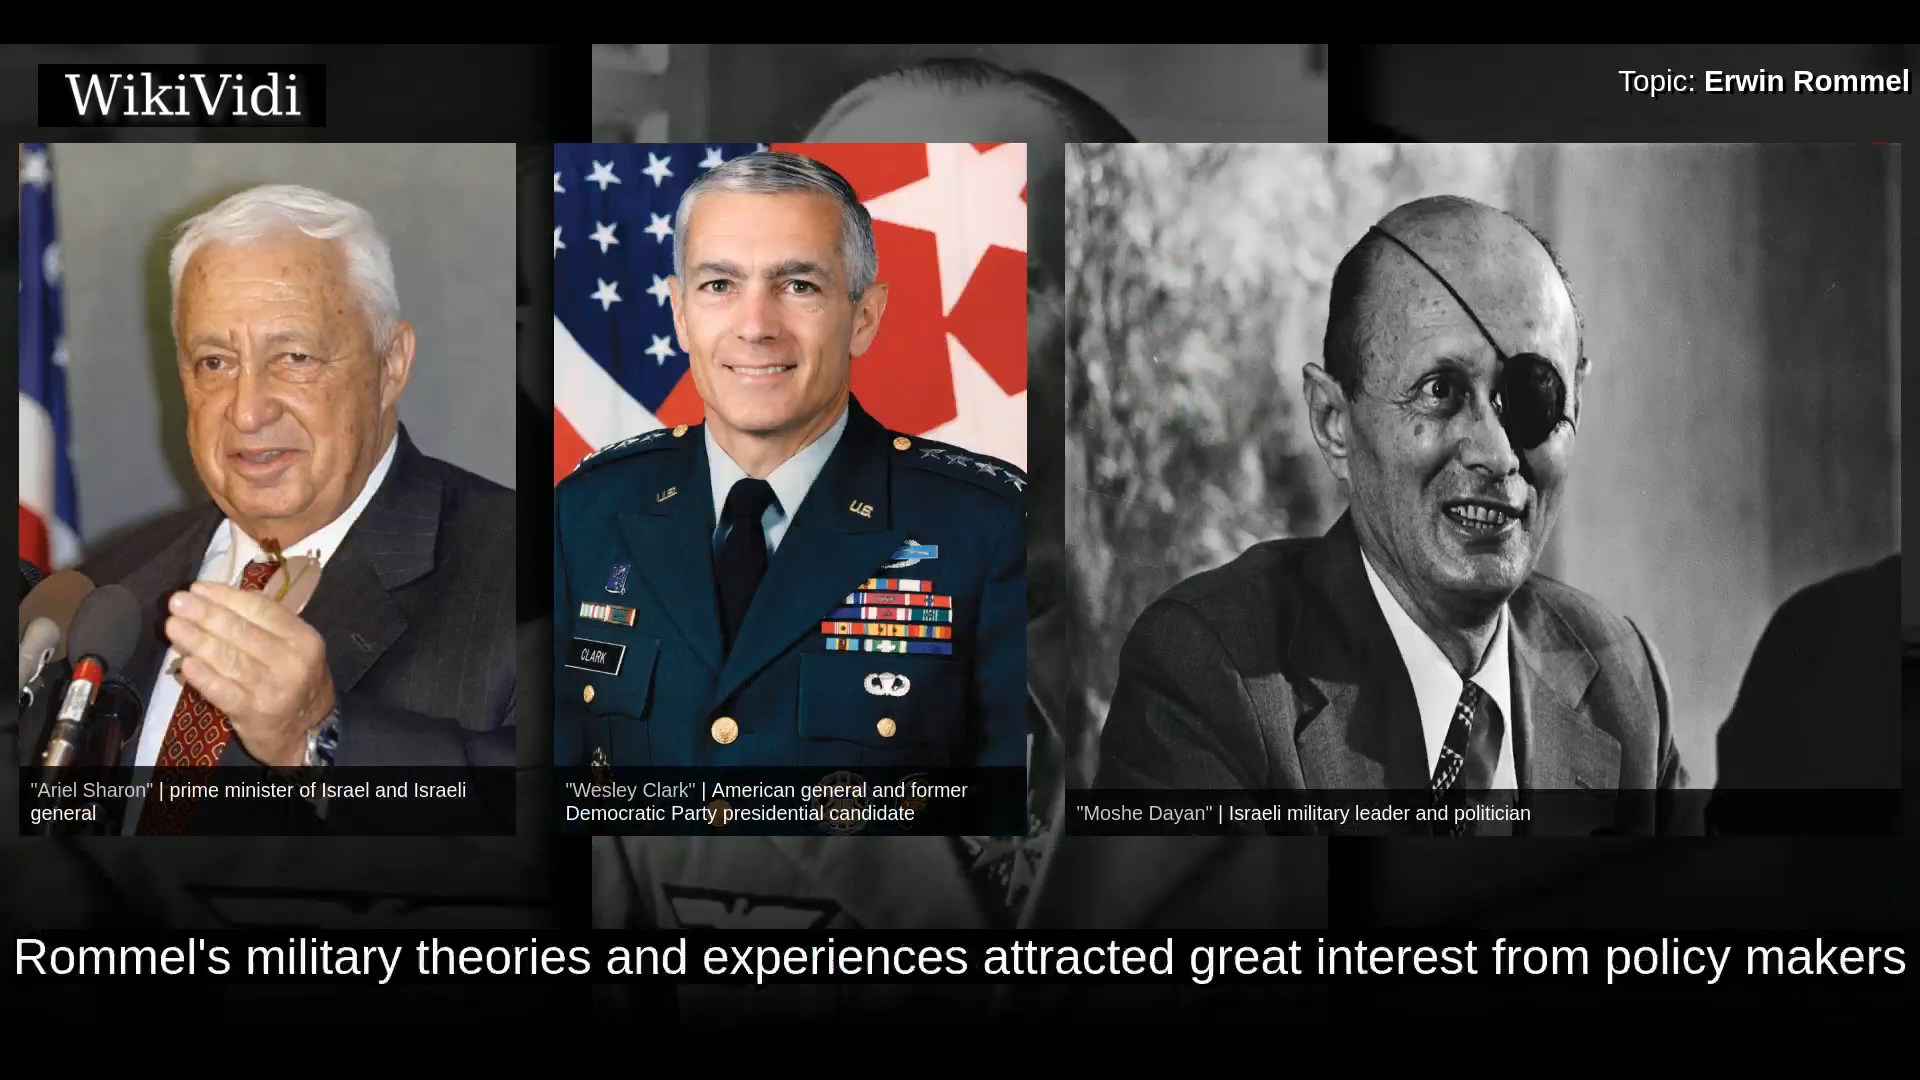 WikiVidi
Topic: Erwin Rommel
"Ariel Sharon" | prime minister of Israel and Israeli
general
"Wesley Clark" | American general and former
Democratic Party presidential candidate
"Moshe Dayan" | Israeli military leader and politician
U.S.
U.S.
CLARK
Rommel's military theories and experiences attracted great interest from policy makers